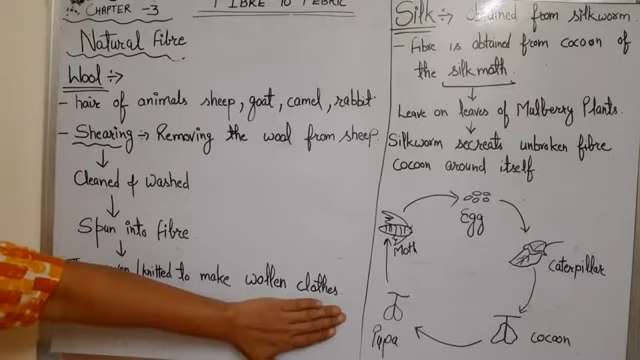 CHAPTER -3
FIBRE TO FEBRIC
Natural Fibre
Wool :->
- hair of animals sheep, goat, camel, rabbit.
- Shearing -> Removing the wool from sheep
Cleaned & washed
Spun into fibre
/knitted to make wollen clothes
Silk :-> obtained from silkworm.
- Fibre is obtained from cocoon of
the silkmoth.
Leave on leaves of Malberry Plants.
Silkworm secreats unbroken fibre
cocoon around itself.
Egg
Caterpillar
Cocoon
Pupa
Moth